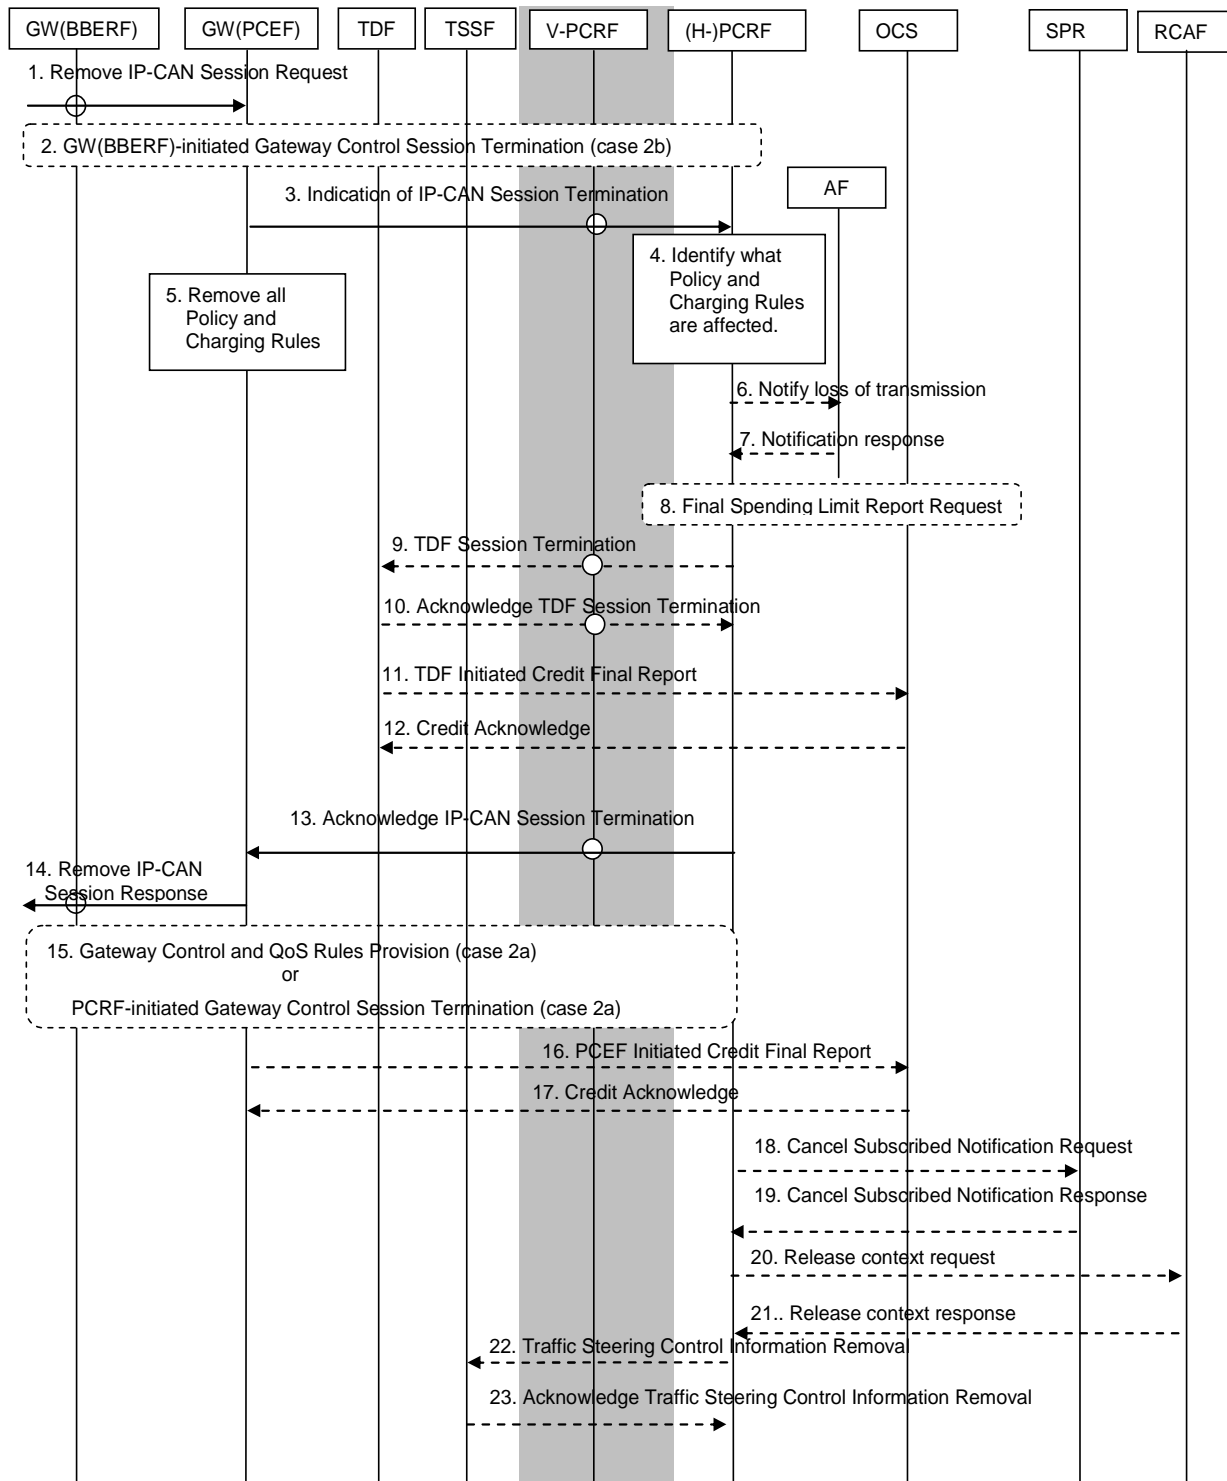 GW(BBERF)
GW(PCEF)
TDF
TSSF
V-PCRF
(H-)PCRF
OCS
SPR
RCAF
1. Remove IP-CAN Session Request
2. GW(BBERF)-initiated Gateway Control Session Termination (case 2b)
AF
3. Indication of IP-CAN Session Termination
4. Identify what
Policy and
Charging Rules
are affected.
5. Remove all
Policy and
Charging Rules
6. Notify loss of transmission
7. Notification response
8. Final Spending Limit Report Request
9. TDF Session Termination
10. Acknowledge TDF Session Termination
11. TDF Initiated Credit Final Report
12. Credit Acknowledge
13. Acknowledge IP-CAN Session Termination
14. Remove IP-CAN
Session Response
15. Gateway Control and QoS Rules Provision (case 2a)
or
PCRF-initiated Gateway Control Session Termination (case 2a)
16. PCEF Initiated Credit Final Report
17. Credit Acknowledge
18. Cancel Subscribed Notification Request
19. Cancel Subscribed Notification Response
20. Release context request
21.. Release context response
22. Traffic Steering Control Information Removal
23. Acknowledge Traffic Steering Control Information Removal